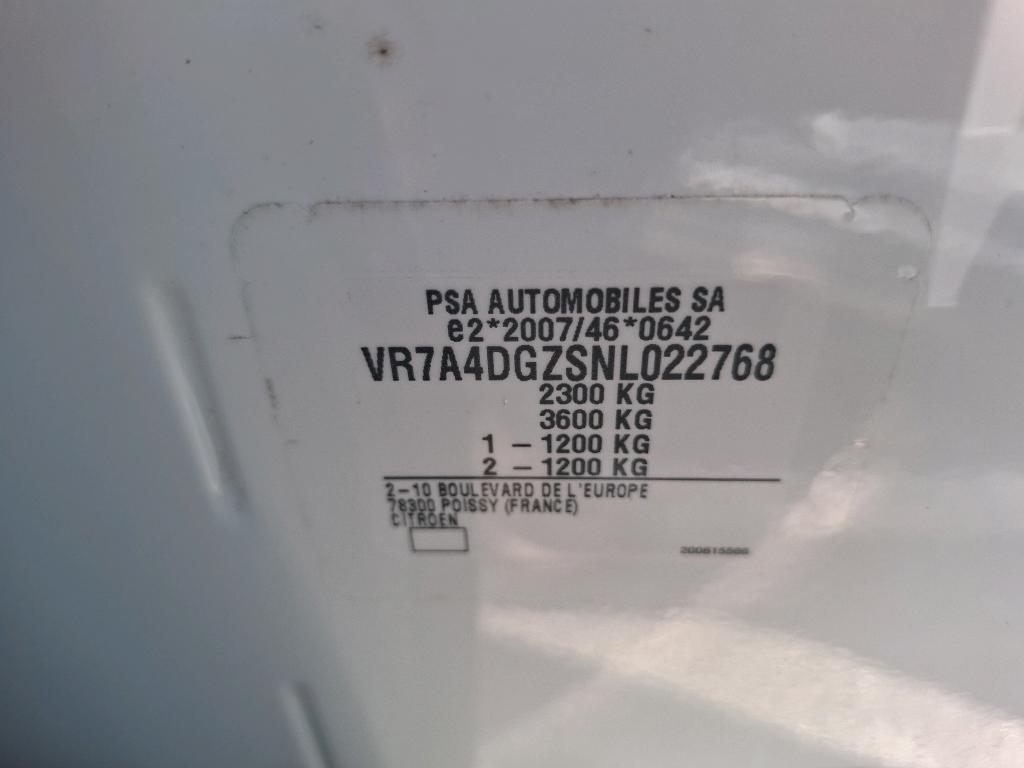 PSA AUTOMOBILES SA
e2*2007/46*0642
VR7A4DGZSNL022768
2300 KG
3600 KG
1 – 1200 KG
2 – 1200 KG
2–10 BOULEVARD DE L'EUROPE
78300 POISSY (FRANCE)
CITROEN